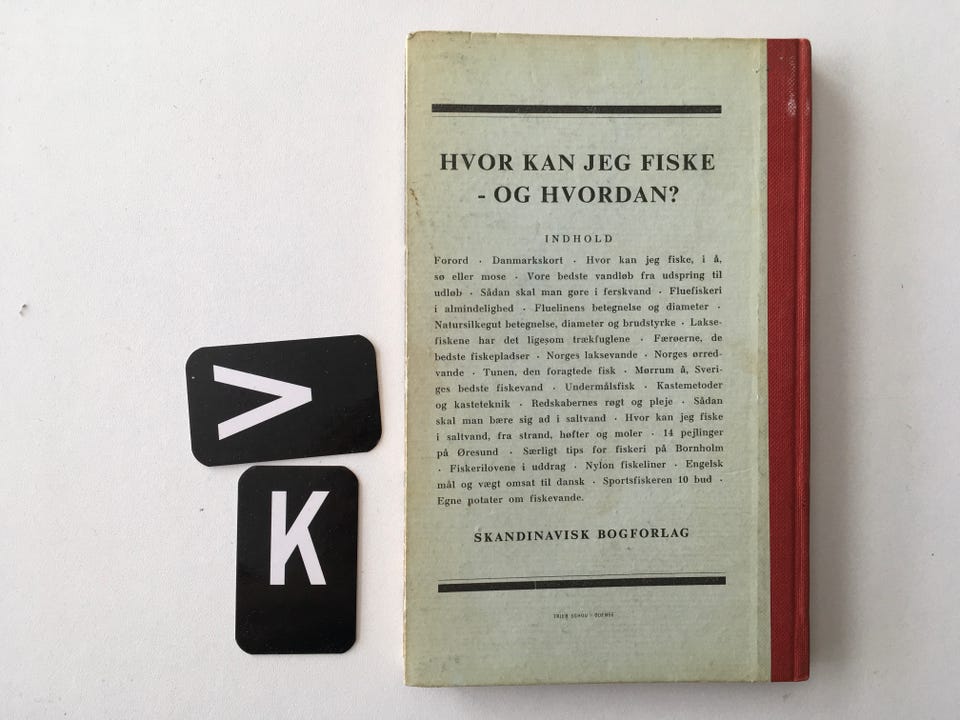 V
K
HVOR KAN JEG FISKE
- OG HVORDAN?
INDHOLD
Forord · Danmarkskort · Hvor kan jeg fiske, i å,
sø eller mose · Vore bedste vandløb fra udspring til
udløb · Sådan skal man gøre i ferskvand · Fluefiskeri
i almindelighed · Fluelinens betegnelse og diameter ·
Natursilkegut betegnelse, diameter og brudstyrke · Lakse-
fiskene har det ligesom trækfuglene · Færøerne, de
bedste fiskepladser · Norges laksevande · Norges ørred-
vande · Tunen, den foragtede fisk · Mørrum å, Sveri-
ges bedste fiskevand · Undermålsfisk · Kastemetoder
og kasteteknik · Redskabernes røgt og pleje · Sådan
skal man bære sig ad i saltvand · Hvor kan jeg fiske
i saltvand, fra strand, høfter og moler · 14 pejlinger
på Øresund · Særligt tips for fiskeri på Bornholm
· Fiskerilovene i uddrag · Nylon fiskeliner · Engelsk
mål og vægt omsat til dansk · Sportsfiskeren 10 bud ·
Egne potater om fiskevande.
SKANDINAVISK BOGFORLAG
SCHOU · ODENSE